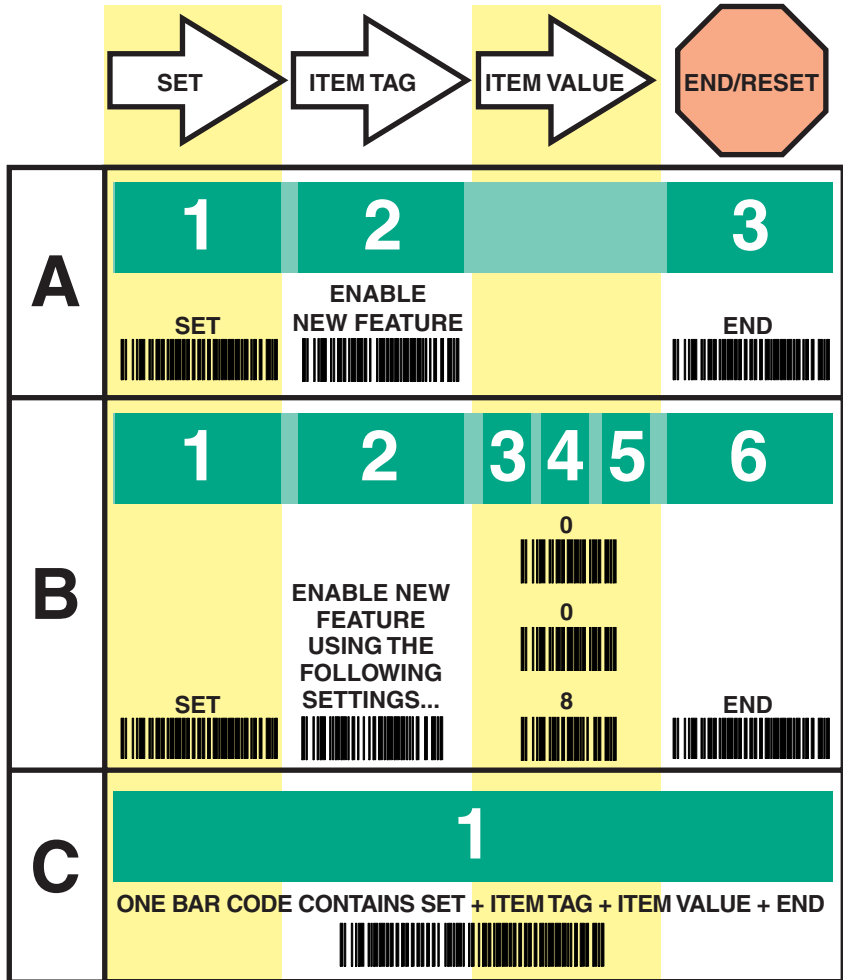 SET
ITEM TAG
ITEM VALUE
END/RESET
A
1
2
3
SET
ENABLE
NEW FEATURE
END
B
1
2
3
4
5
6
SET
ENABLE NEW
FEATURE
USING THE
FOLLOWING
SETTINGS...
0
0
8
END
C
1
ONE BAR CODE CONTAINS SET + ITEM TAG + ITEM VALUE + END